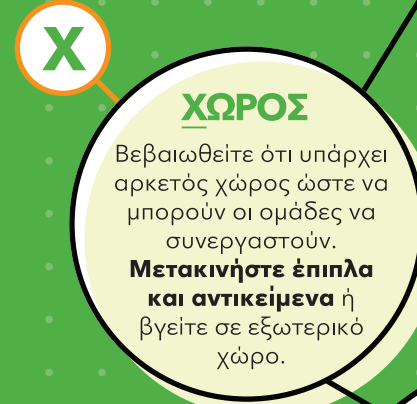 Χ
ΧΩΡΟΣ
Βεβαιωθείτε ότι υπάρχει
αρκετός χώρος ώστε να
μπορούν οι ομάδες να
συνεργαστούν.
Μετακινήστε έπιπλα
και αντικείμενα ή
βγείτε σε εξωτερικό
χώρο.